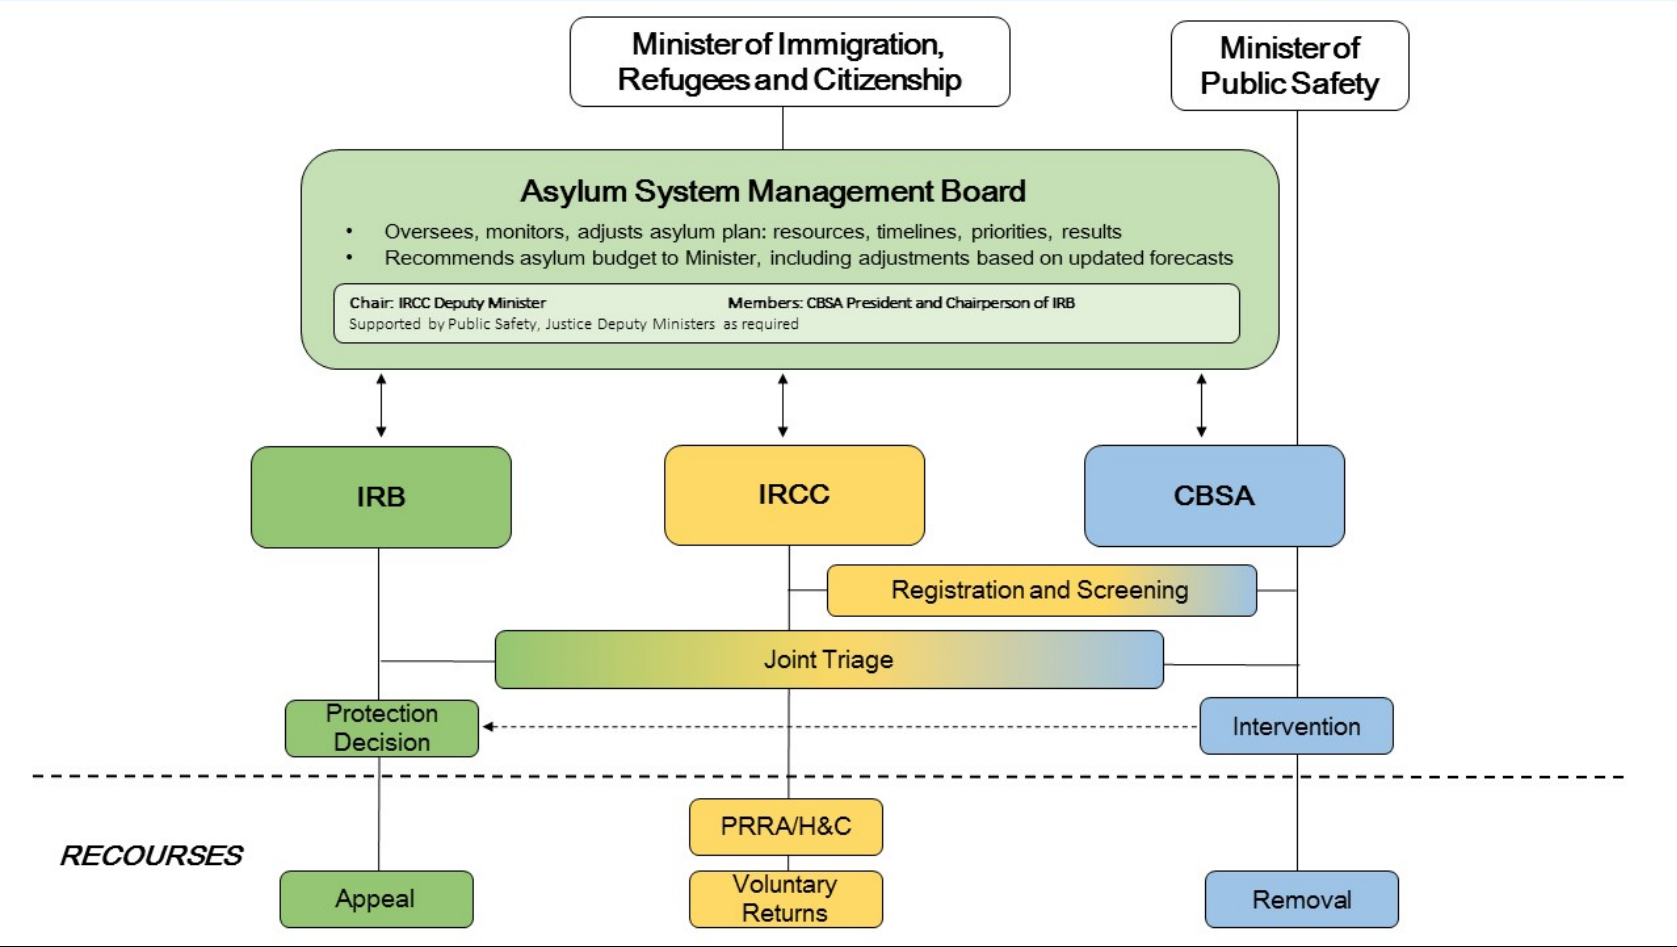 Minister of Immigration,
Refugees and Citizenship
Minister of
Public Safety
Asylum System Management Board
• Oversees, monitors, adjusts asylum plan: resources, timelines, priorities, results
• Recommends asylum budget to Minister, including adjustments based on updated forecasts
Chair: IRCC Deputy Minister Members: CBSA President and Chairperson of IRB
Supported by Public Safety, Justice Deputy Ministers as required
IRB
IRCC
CBSA
Registration and Screening
Joint Triage
Protection
Decision
Intervention
RECOURSES
PRRA/H&C
Appeal
Voluntary
Returns
Removal